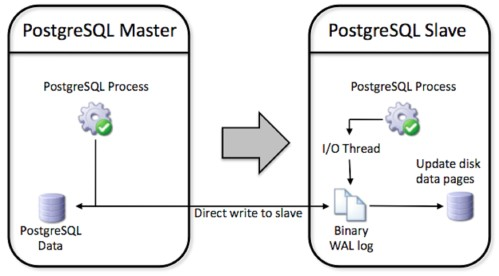 PostgreSQL Master
PostgreSQL Process
PostgreSQL
Data
Direct write to slave
PostgreSQL Slave
PostgreSQL Process
I/O Thread
Update disk
data pages
Binary
WAL log